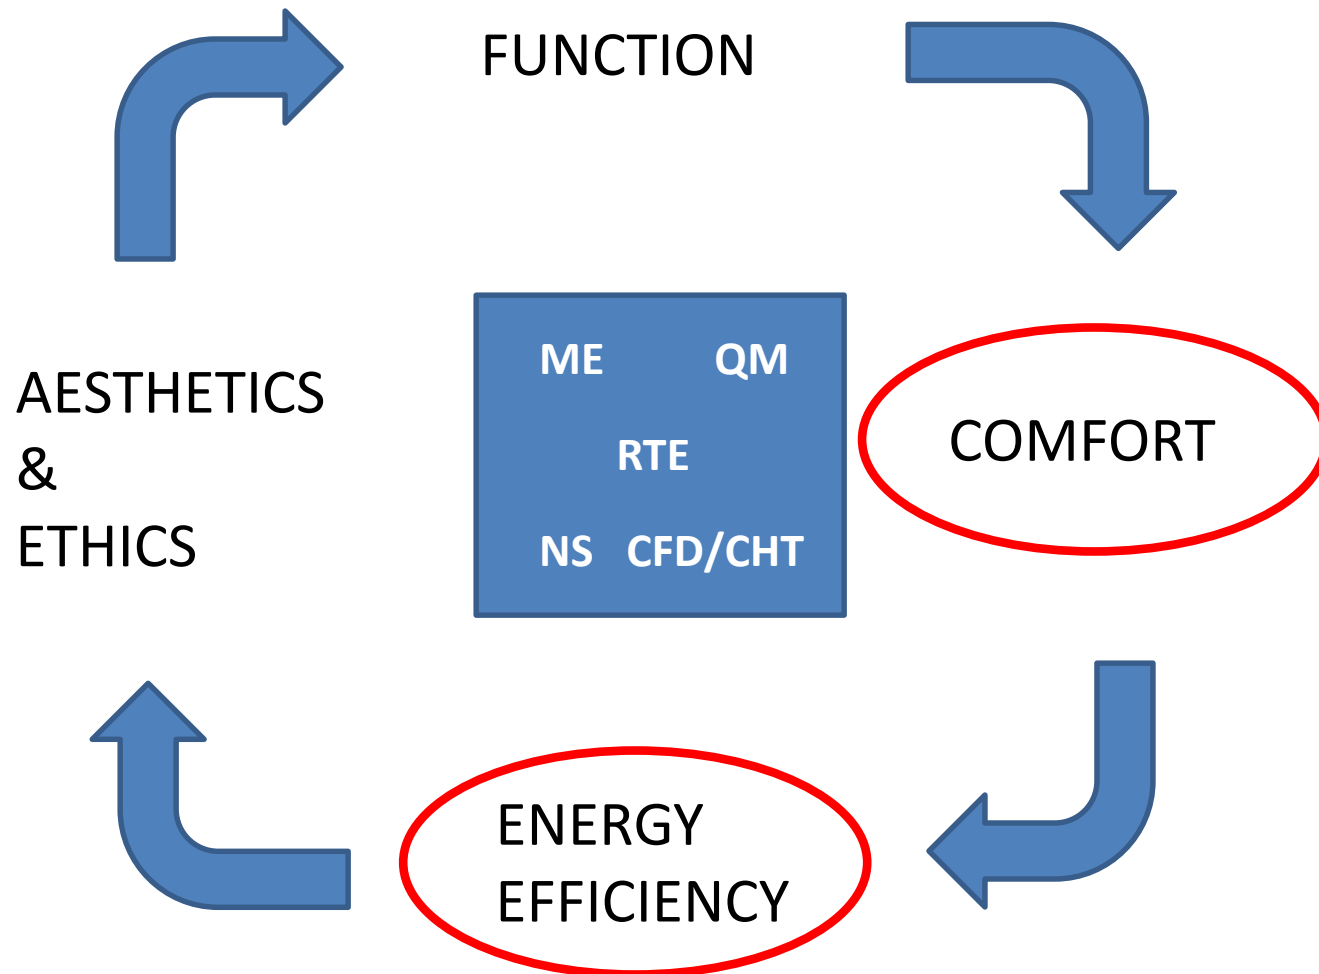 FUNCTION
ME QM
AESTHETICS
&
ETHICS
COMFORT
RTE
NS CFD/CHT
ENERGY
EFFICIENCY